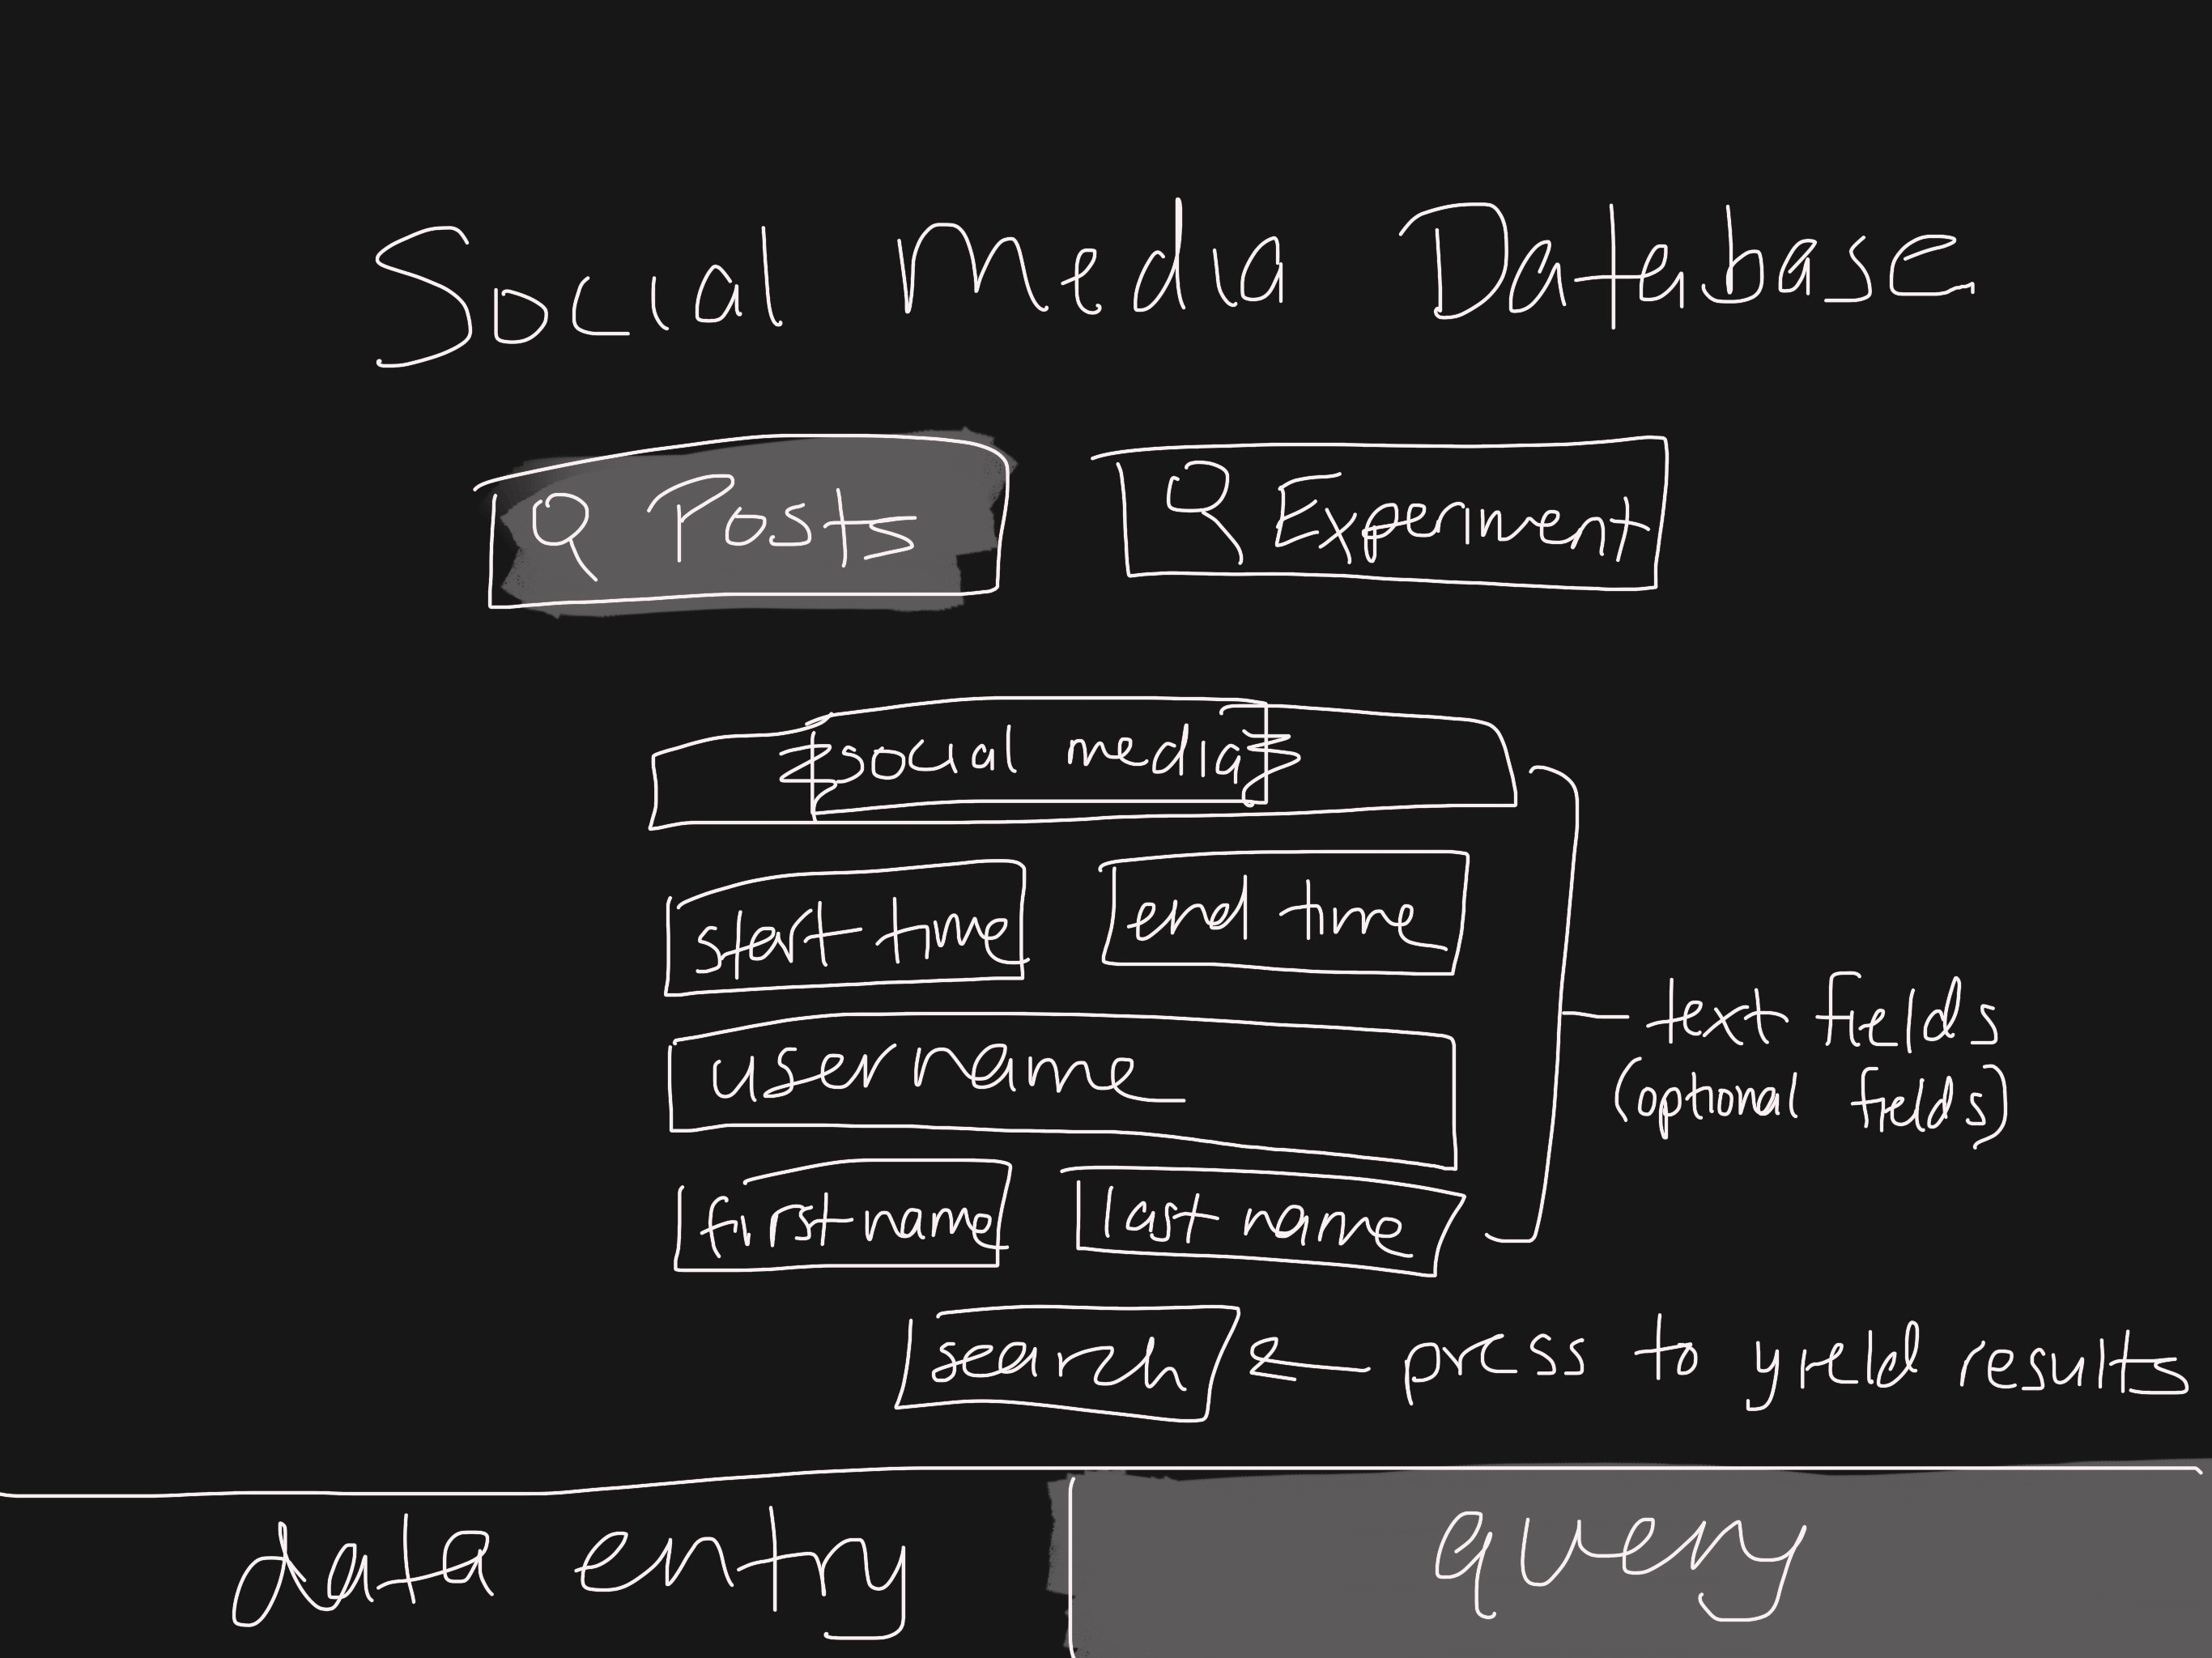 Social Media Database
Posts
Experiment
social media
start time
end time
username
text fields
(optional fields)
first name
last name
search ← press to yield results
data entry
query